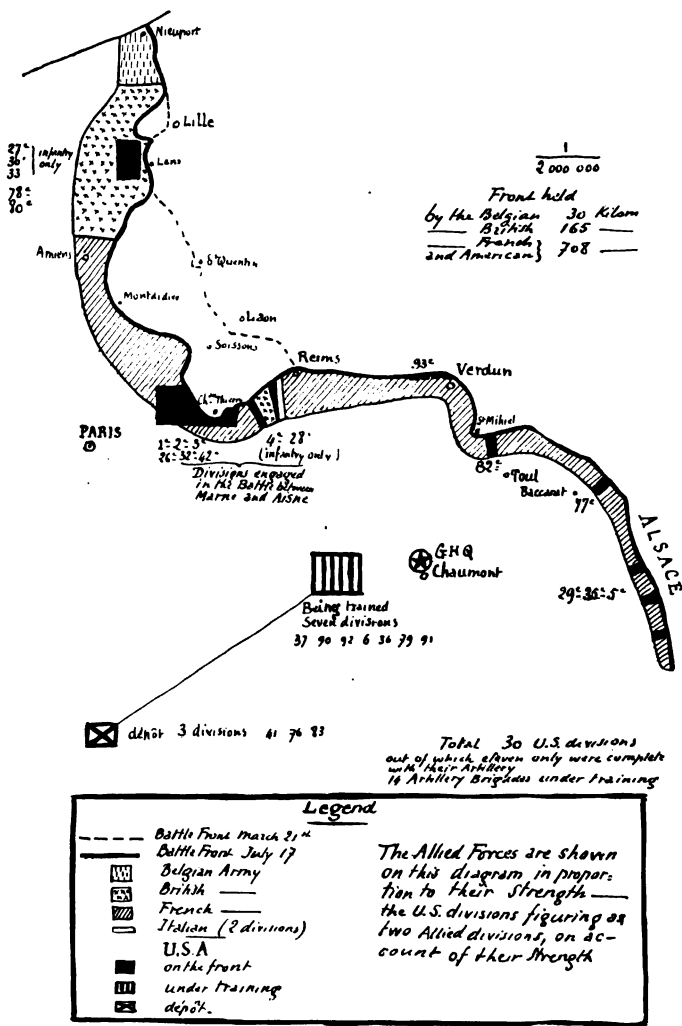 Nieuport
Lille
27e
30e
33
infantry
only
78e
80e
Lens
1
2 000 000
Front held
by the Belgian 30 Kilom
—— British 165 ——
—— French
and American } 708 ——
Amiens
St Quentin
Montdidier
Laon
Soissons
Reims
93e
Verdun
Chau Thierry
St Mihiel
PARIS
1e 2e 3e
26e 32e 42e
4e 28e
(infantry only)
Divisions engaged
in the Battle between
Marne and Aisne
82e
Toul
Baccarat
77e
ALSACE
GHQ
Chaumont
29e 35e 5e
Being trained
Seven divisions
37 90 92 6 36 79 91
dépôt 3 divisions 41 76 83
Total 30 U.S. divisions
out of which eleven only were complete
with their Artillery
14 Artillery Brigades under training
Legend
Battle Front march 21st
Battle Front July 17
Belgian Army
British ——
French ——
Italian (2 divisions)
U.S.A
on the front
under training
dépôt.
The Allied Forces are shown
on this diagram in propor=
tion to their strength ——
the U.S. divisions figuring as
two Allied divisions, on ac-
count of their strength